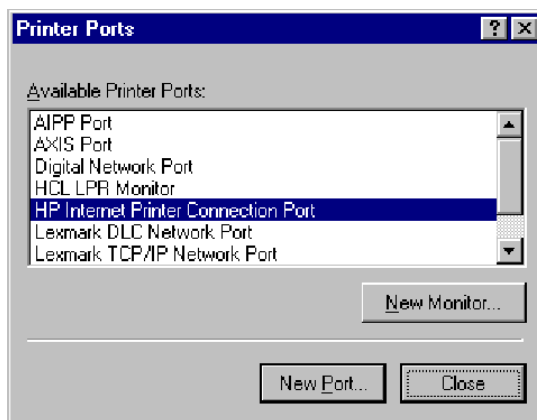 Printer Ports
Available Printer Ports:
AIPP Port
AXIS Port
Digital Network Port
HCL LPR Monitor
HP Internet Printer Connection Port
Lexmark DLC Network Port
Lexmark TCP/IP Network Port
New Monitor...
New Port...
Close